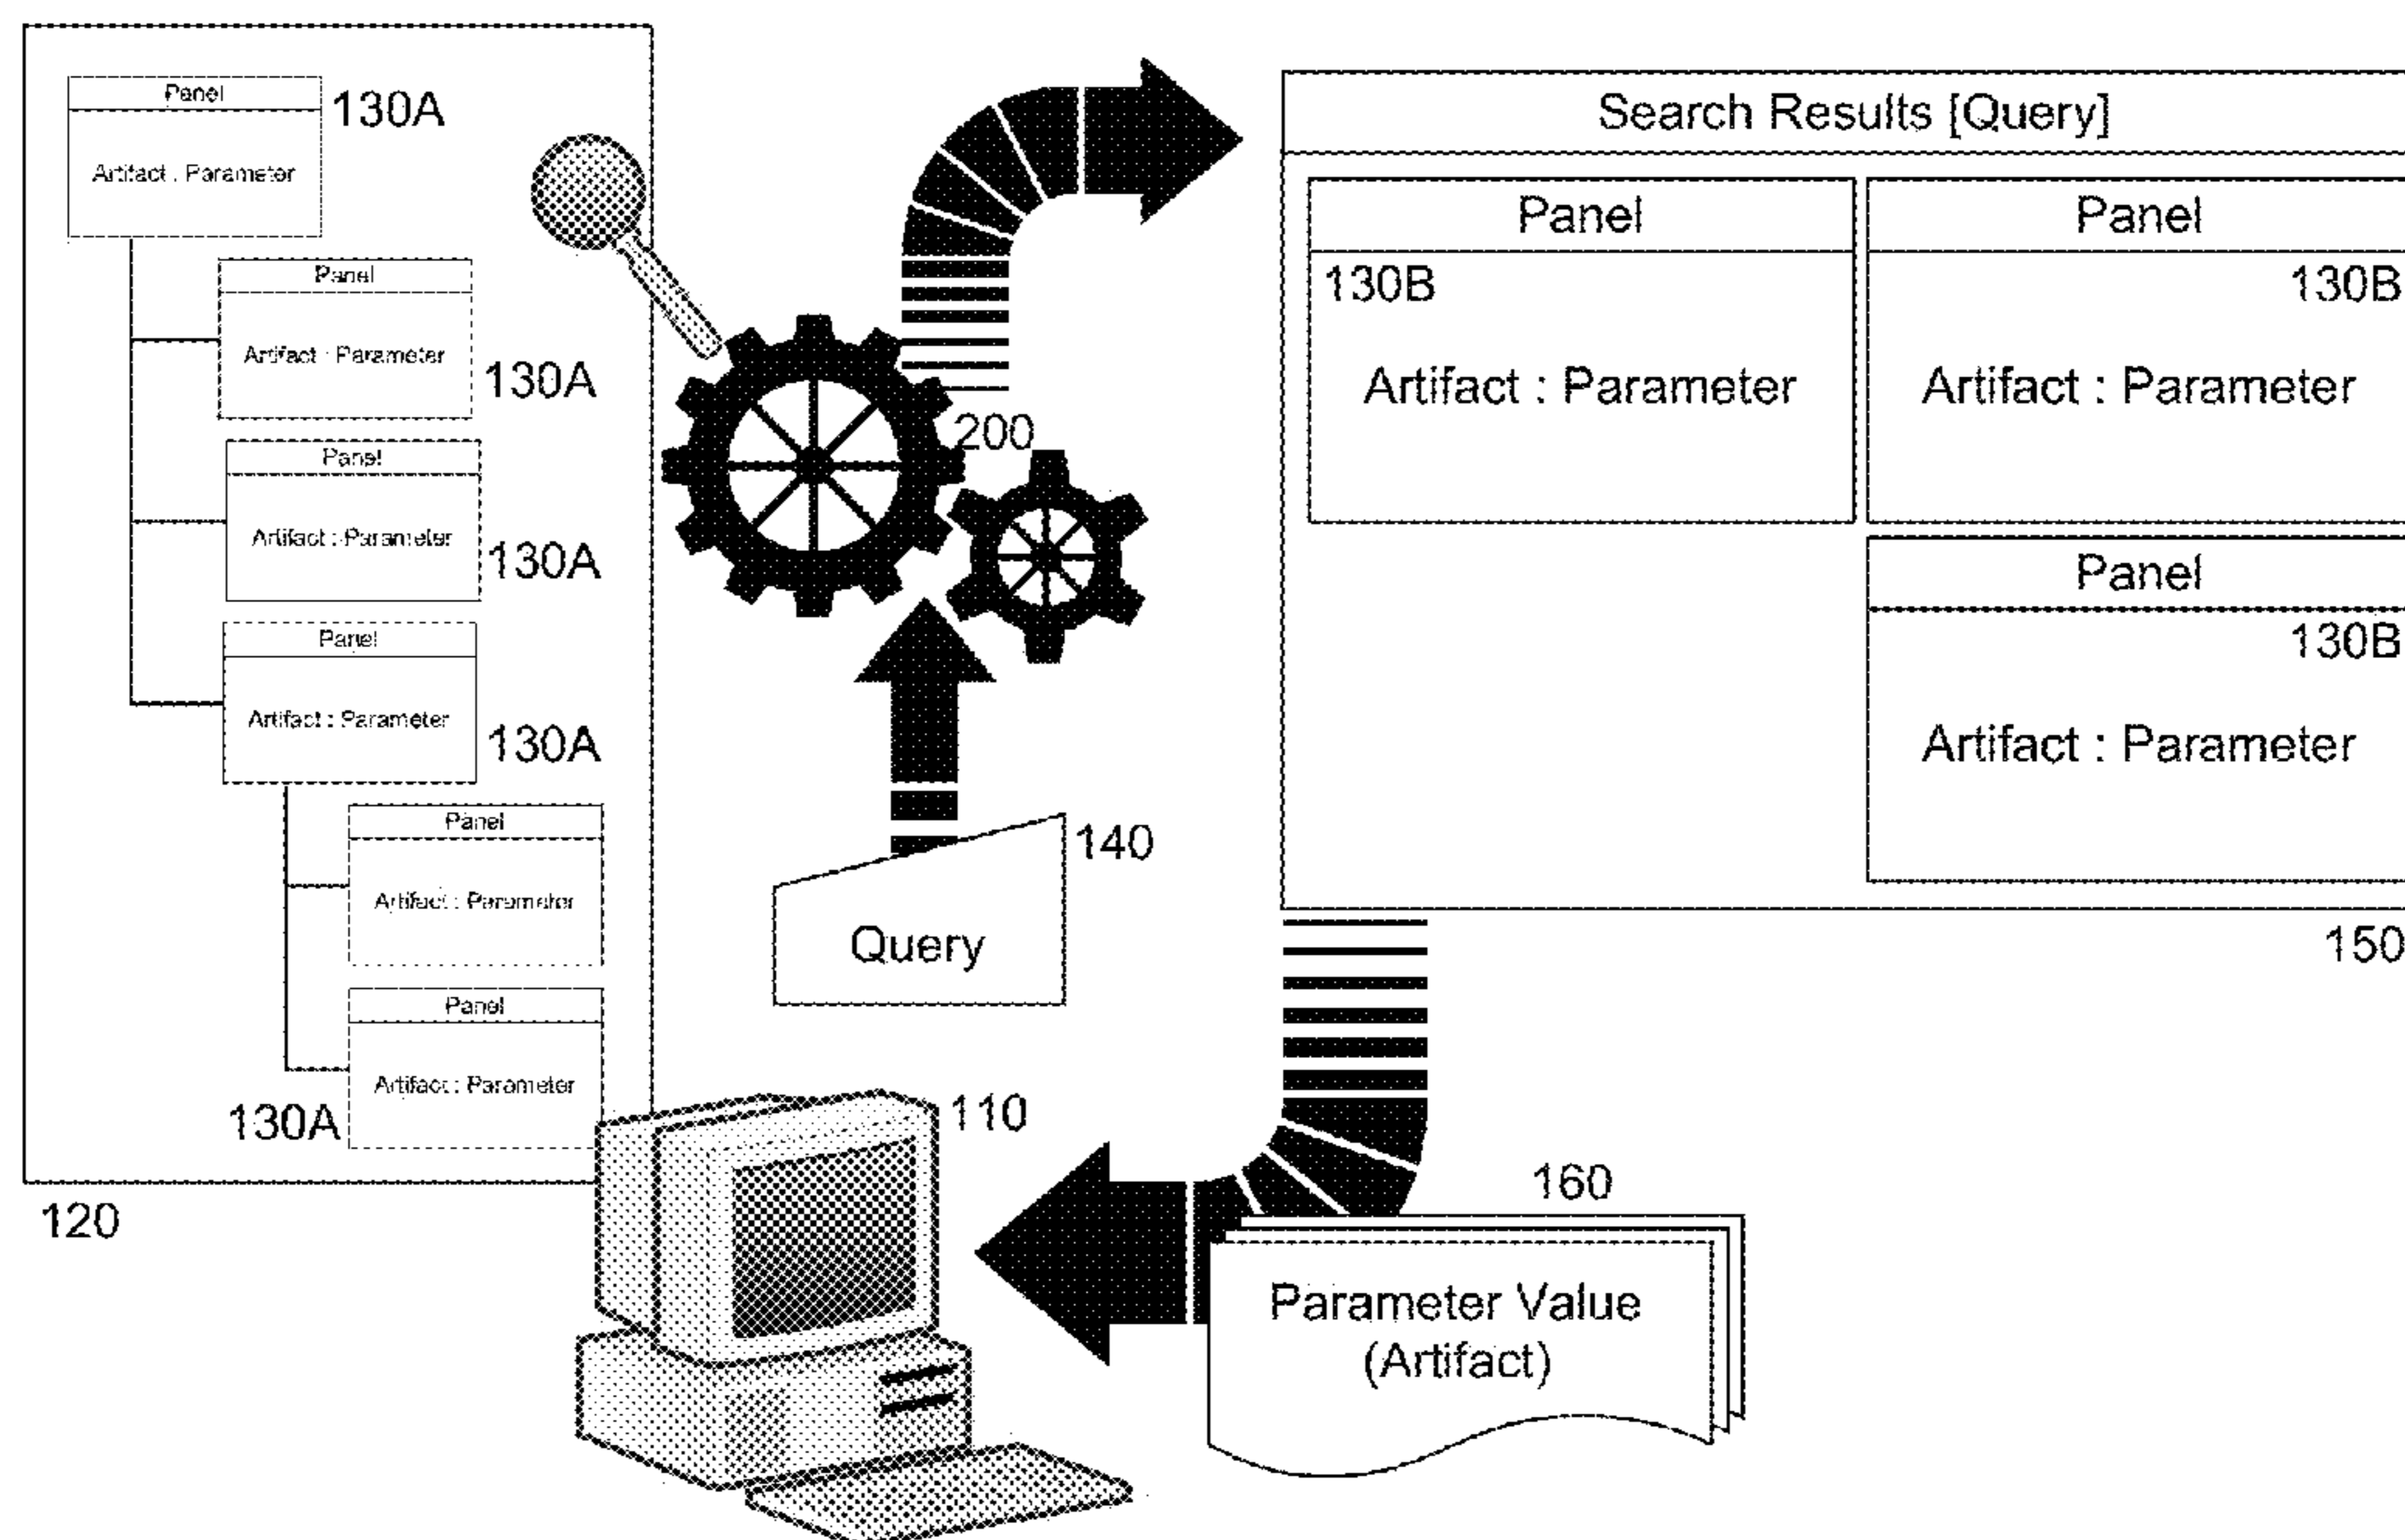 Panel
130A
Artifact : Parameter
Panel
Artifact : Parameter
130A
Panel
Artifact : Parameter
130A
Panel
Artifact : Parameter
130A
Panel
Artifact : Parameter
Panel
Artifact : Parameter
130A
120
200
140
Query
110
Search Results [Query]
Panel
130B
Artifact : Parameter
Panel
130B
Artifact : Parameter
Panel
130B
Artifact : Parameter
150
160
Parameter Value
(Artifact)